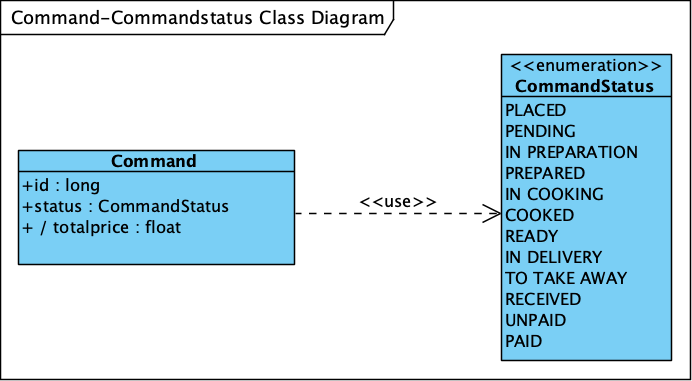 Command-Commandstatus Class Diagram
<<enumeration>>
CommandStatus
PLACED
PENDING
IN PREPARATION
PREPARED
IN COOKING
COOKED
READY
IN DELIVERY
TO TAKE AWAY
RECEIVED
UNPAID
PAID
Command
+id : long
+status : CommandStatus
+ / totalprice : float
<<use>>